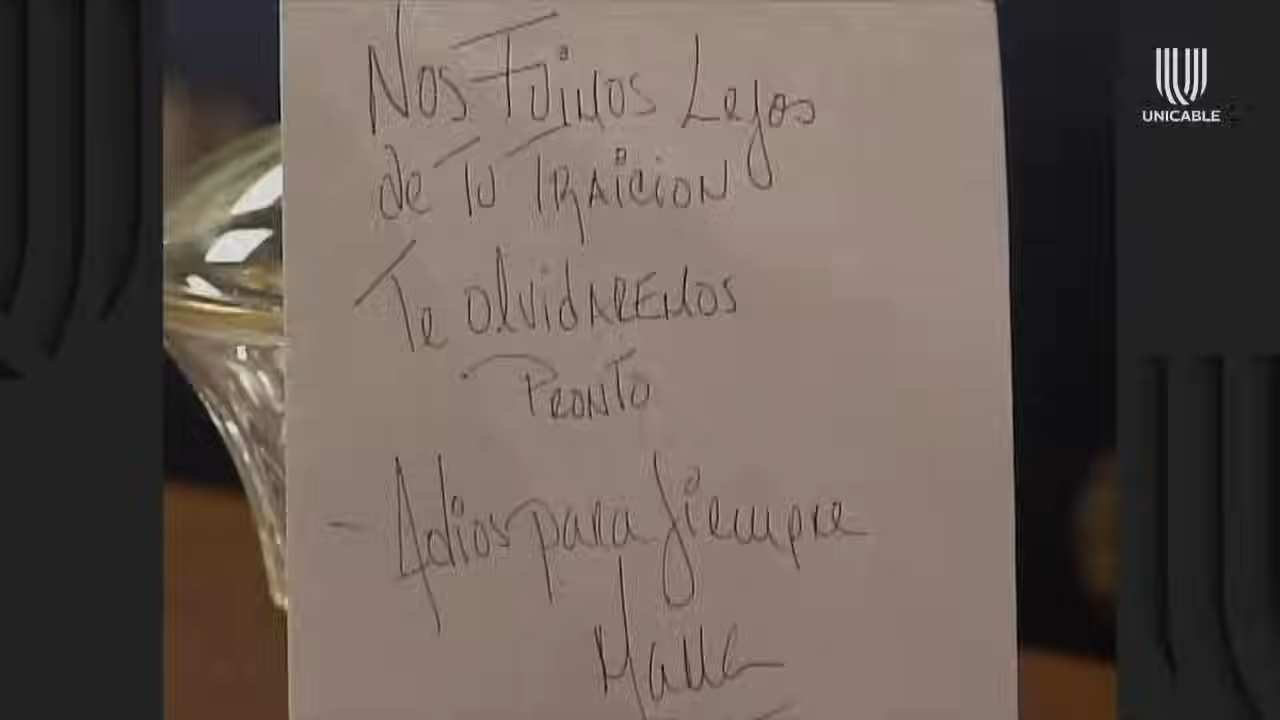 Nos Fuimos Lejos
de Tu TRAICION
Te olvidAREMOS
PRONTO
- Adios para siempre
UNICABLE